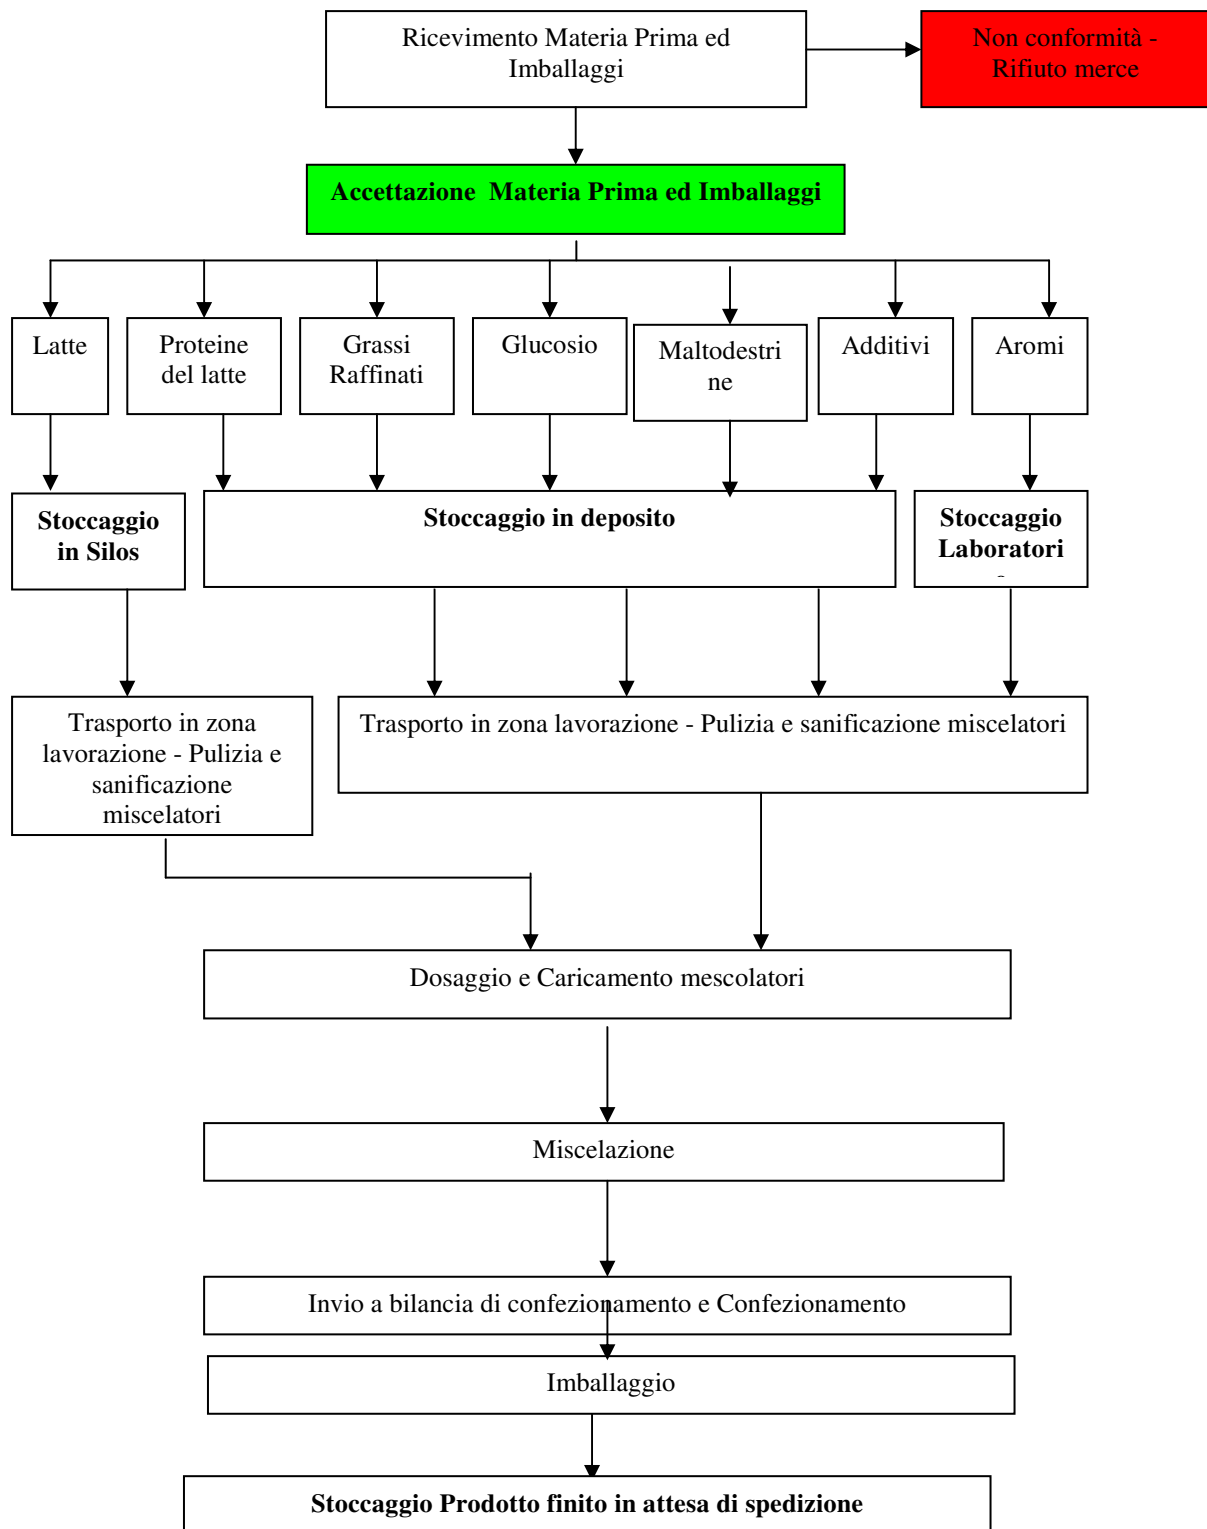 Ricevimento Materia Prima ed
Imballaggi
Non conformità -
Rifiuto merce
Accettazione Materia Prima ed Imballaggi
Latte
Proteine
del latte
Grassi
Raffinati
Glucosio
Maltodestri
ne
Additivi
Aromi
Stoccaggio
in Silos
Stoccaggio in deposito
Stoccaggio
Laboratori
Trasporto in zona
lavorazione - Pulizia e
sanificazione
miscelatori
Trasporto in zona lavorazione - Pulizia e sanificazione miscelatori
Dosaggio e Caricamento mescolatori
Miscelazione
Invio a bilancia di confezionamento e Confezionamento
Imballaggio
Stoccaggio Prodotto finito in attesa di spedizione